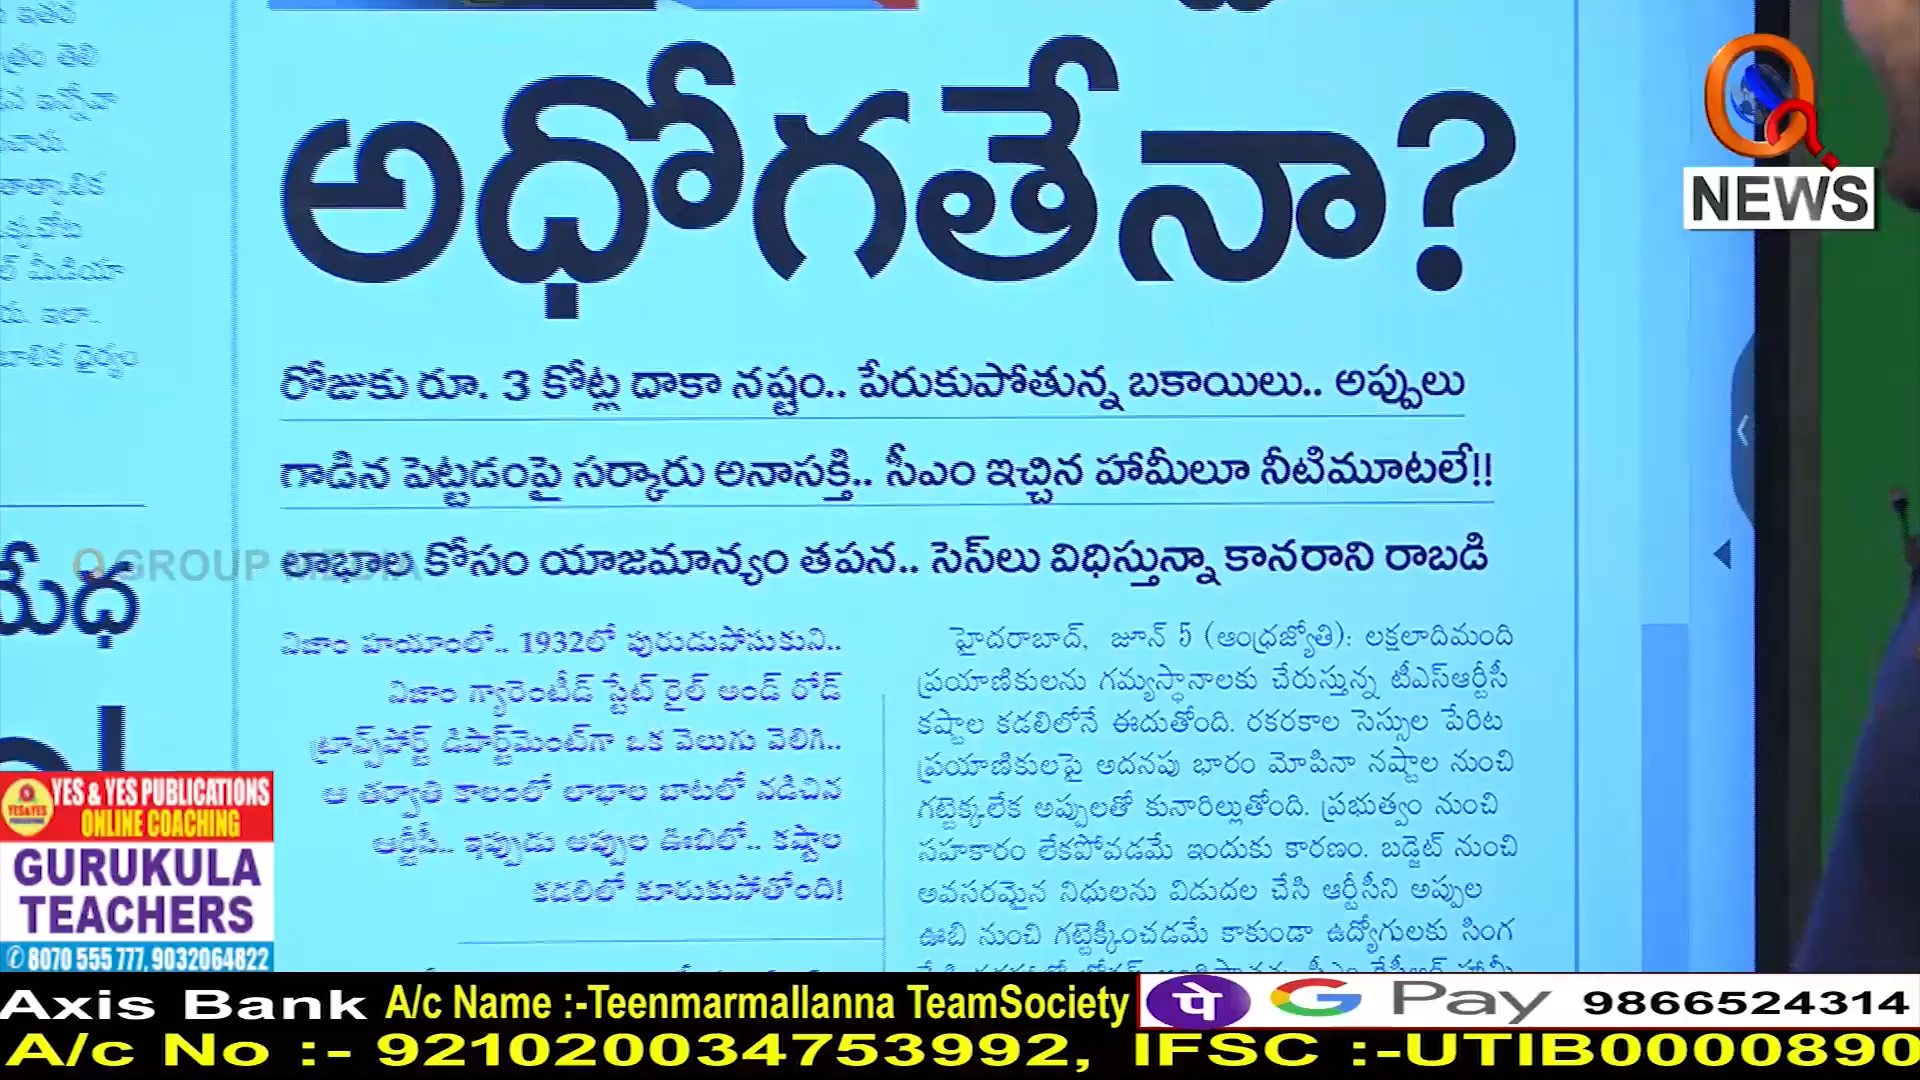 అధోగతేనా?
రోజుకు రూ. 3 కోట్ల దాకా నష్టం.. పేరుకుపోతున్న బకాయిలు.. అప్పులు
గాడిన పెట్టడంపై సర్కారు అనాసక్తి.. సీఎం ఇచ్చిన హామీలూ నీటిమూటలే!!
లాభాల కోసం యాజమాన్యం తపన.. సెస్‌లు విధిస్తున్నా కానరాని రాబడి
నిజాం హయాంలో.. 1932లో పురుడుపోసుకుని..
నిజాం గ్యారెంటీడ్ స్టేట్ రైల్ అండ్ రోడ్
ట్రాన్స్‌పోర్ట్ డిపార్ట్‌మెంట్‌గా ఒక వెలుగు వెలిగి..
ఆ తర్వాతి కాలంలో లాభాల బాటలో నడిచిన
ఆర్టీసీ.. ఇప్పుడు అప్పుల ఊబిలో.. కష్టాల
కడలిలో కూరుకుపోతోంది!
హైదరాబాద్, జూన్ 5 (ఆంధ్రజ్యోతి): లక్షలాదిమంది
ప్రయాణికులను గమ్యస్థానాలకు చేరుస్తున్న టీఎస్ఆర్టీసీ
కష్టాల కడలిలోనే ఈదుతోంది. రకరకాల సెస్సుల పేరిట
ప్రయాణికులపై అదనపు భారం మోపినా నష్టాల నుంచి
గట్టెక్కలేక అప్పులతో కునారిల్లుతోంది. ప్రభుత్వం నుంచి
సహకారం లేకపోవడమే ఇందుకు కారణం. బడ్జెట్ నుంచి
అవసరమైన నిధులను విడుదల చేసి ఆర్టీసీని అప్పుల
ఊబి నుంచి గట్టెక్కించడమే కాకుండా ఉద్యోగులకు సింగ
తెలి
మీడియా
ఇలా..
ధైర్యం
మేధ
Q NEWS
Q GROUP MEDIA
YES & YES PUBLICATIONS
ONLINE COACHING
GURUKULA
TEACHERS
8070 555 777, 9032064822
Axis Bank A/c Name :-Teenmarmallanna TeamSociety
पे G Pay 9866524314
A/c No :- 921020034753992, IFSC :-UTIB0000890